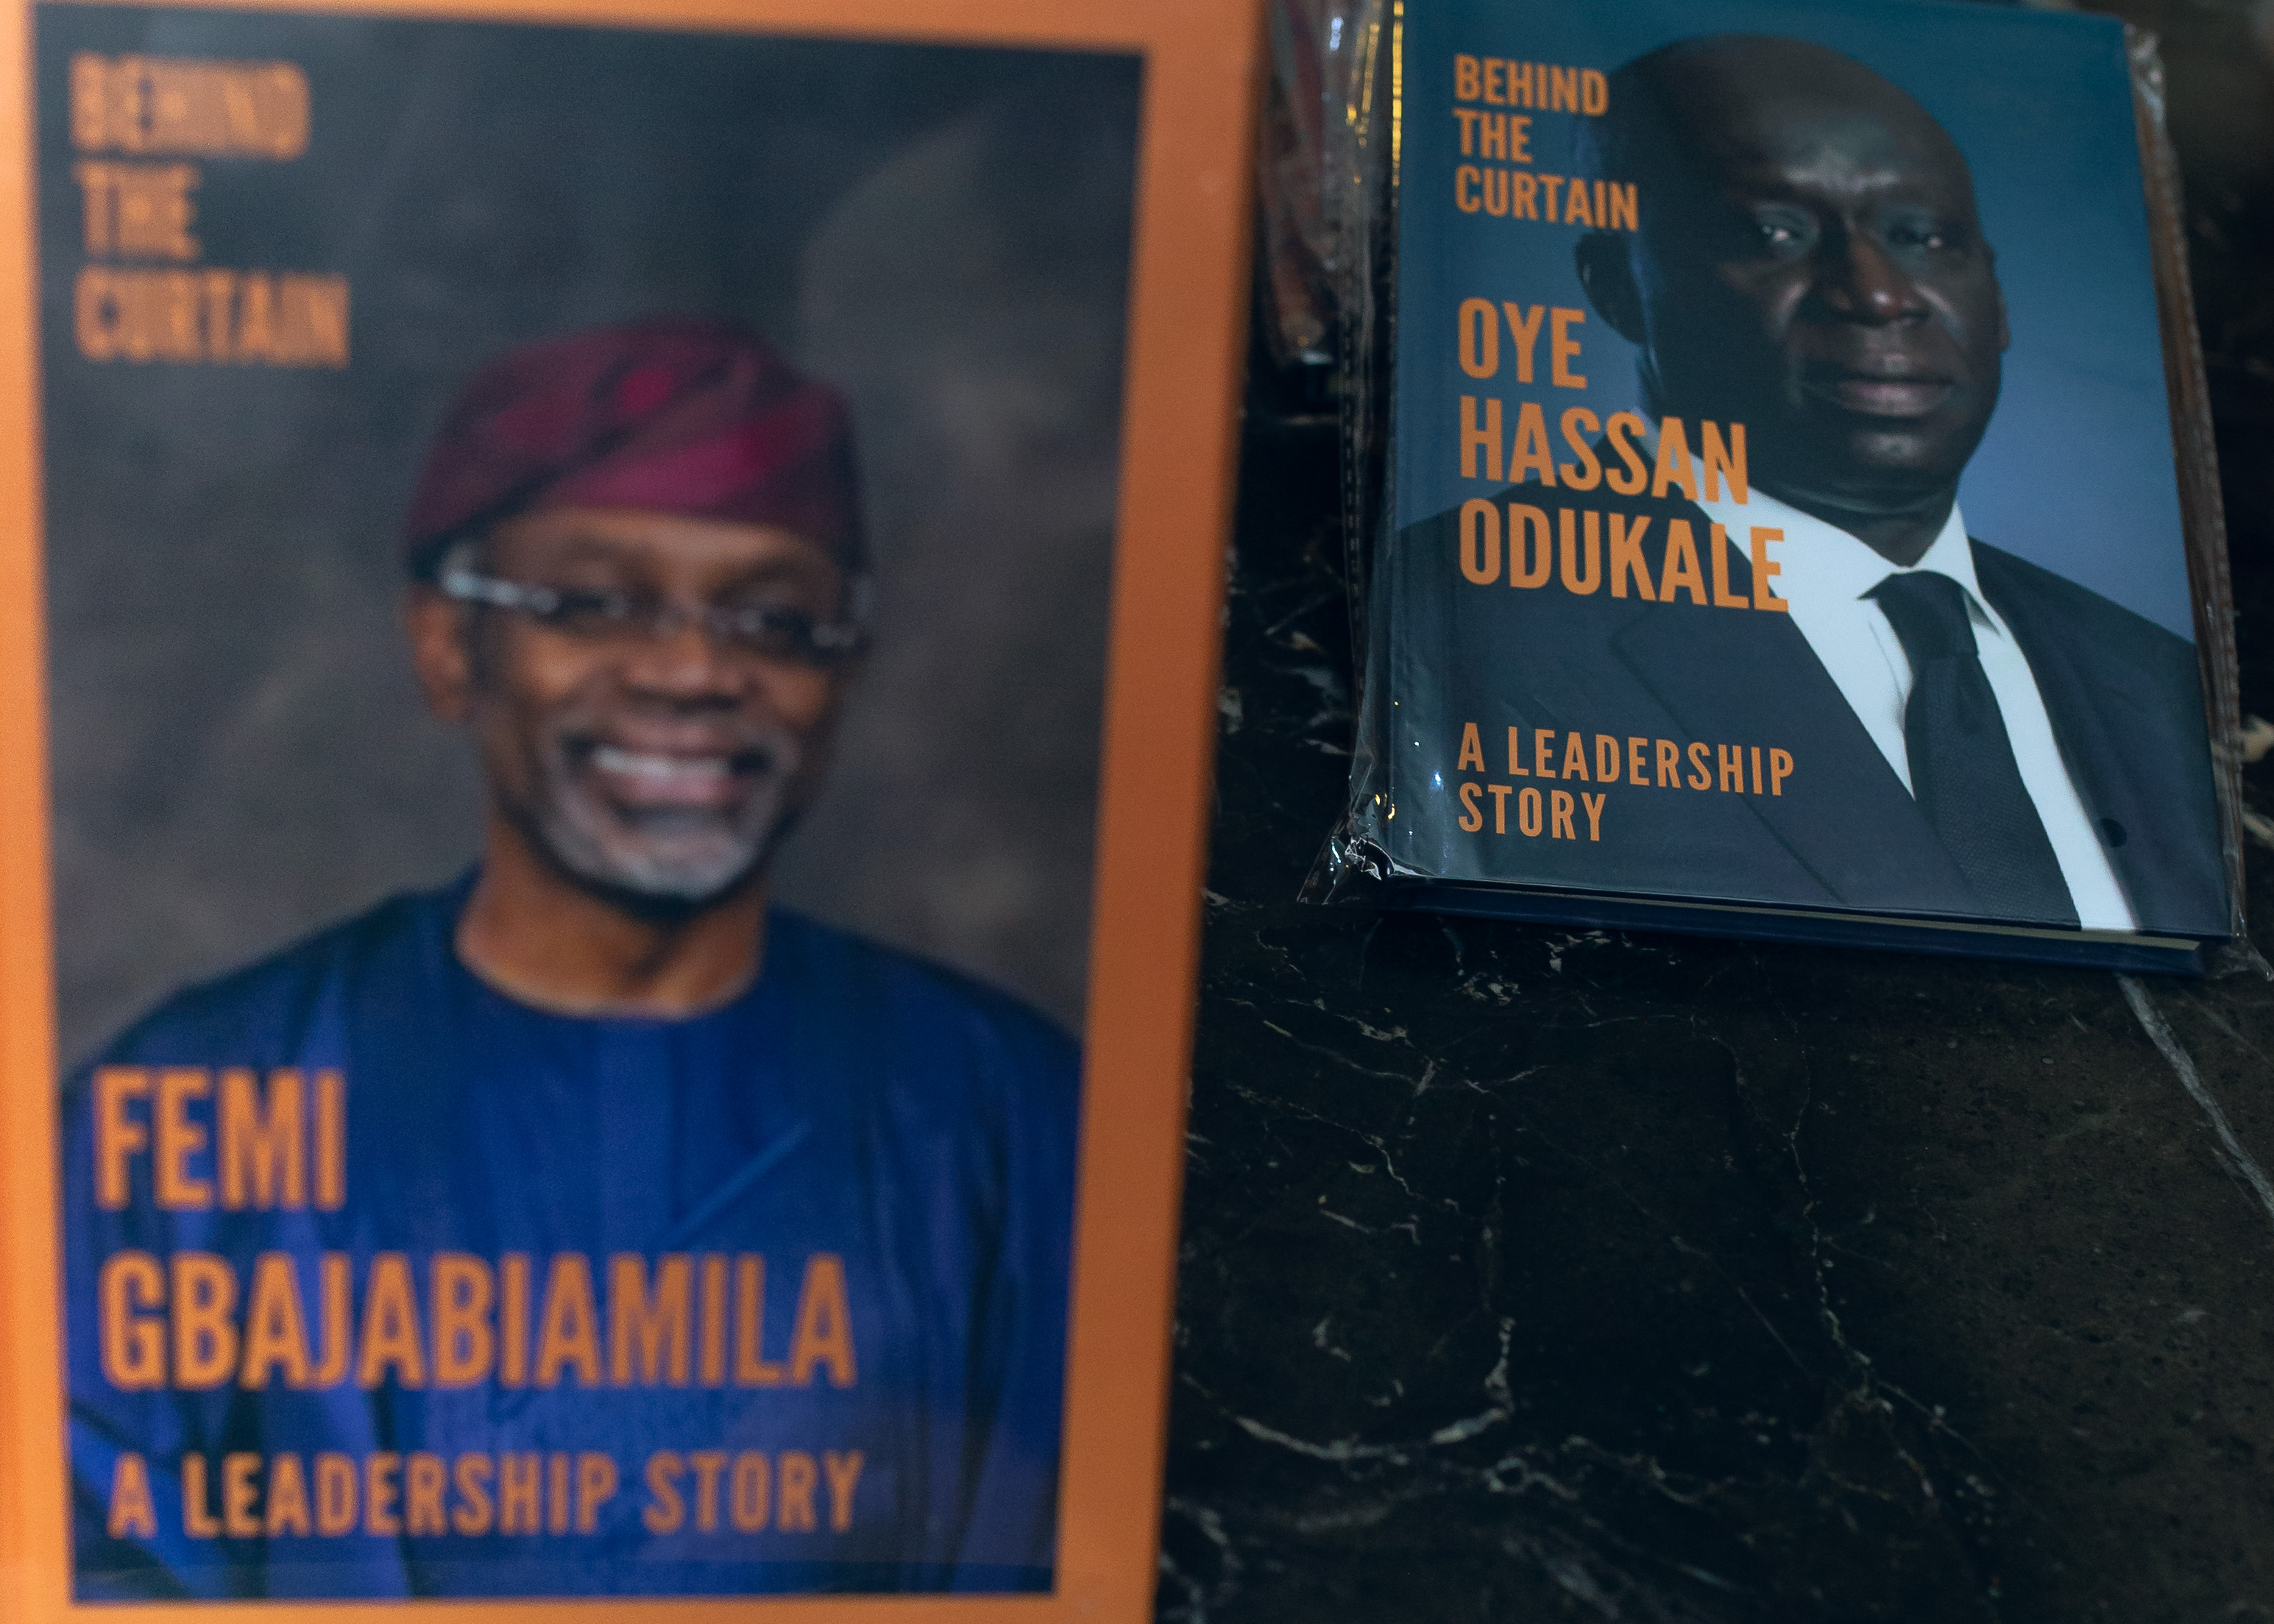 BEHIND
THE
CURTAIN
FEMI
GBAJABIAMILA
A LEADERSHIP STORY
BEHIND
THE
CURTAIN
OYE
HASSAN
ODUKALE
A LEADERSHIP
STORY